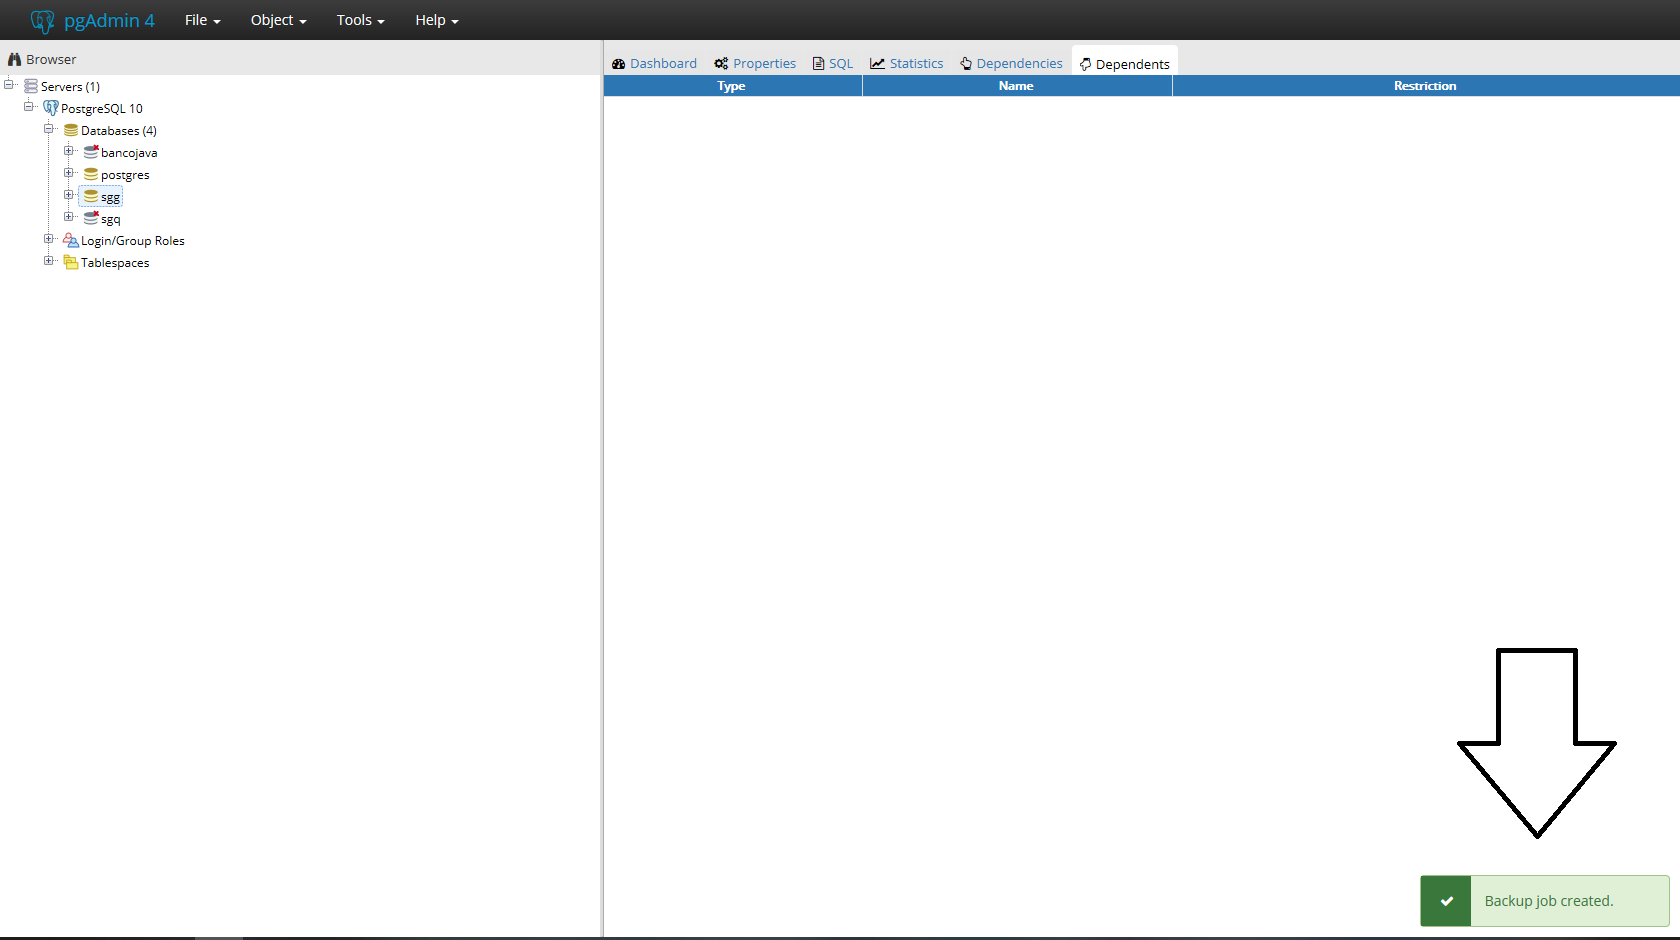 pgAdmin 4 File Object Tools Help
Browser
Dashboard Properties SQL Statistics Dependencies Dependents
Type Name Restriction
Servers (1)
PostgreSQL 10
Databases (4)
bancojava
postgres
sgg
sgq
Login/Group Roles
Tablespaces
Backup job created.